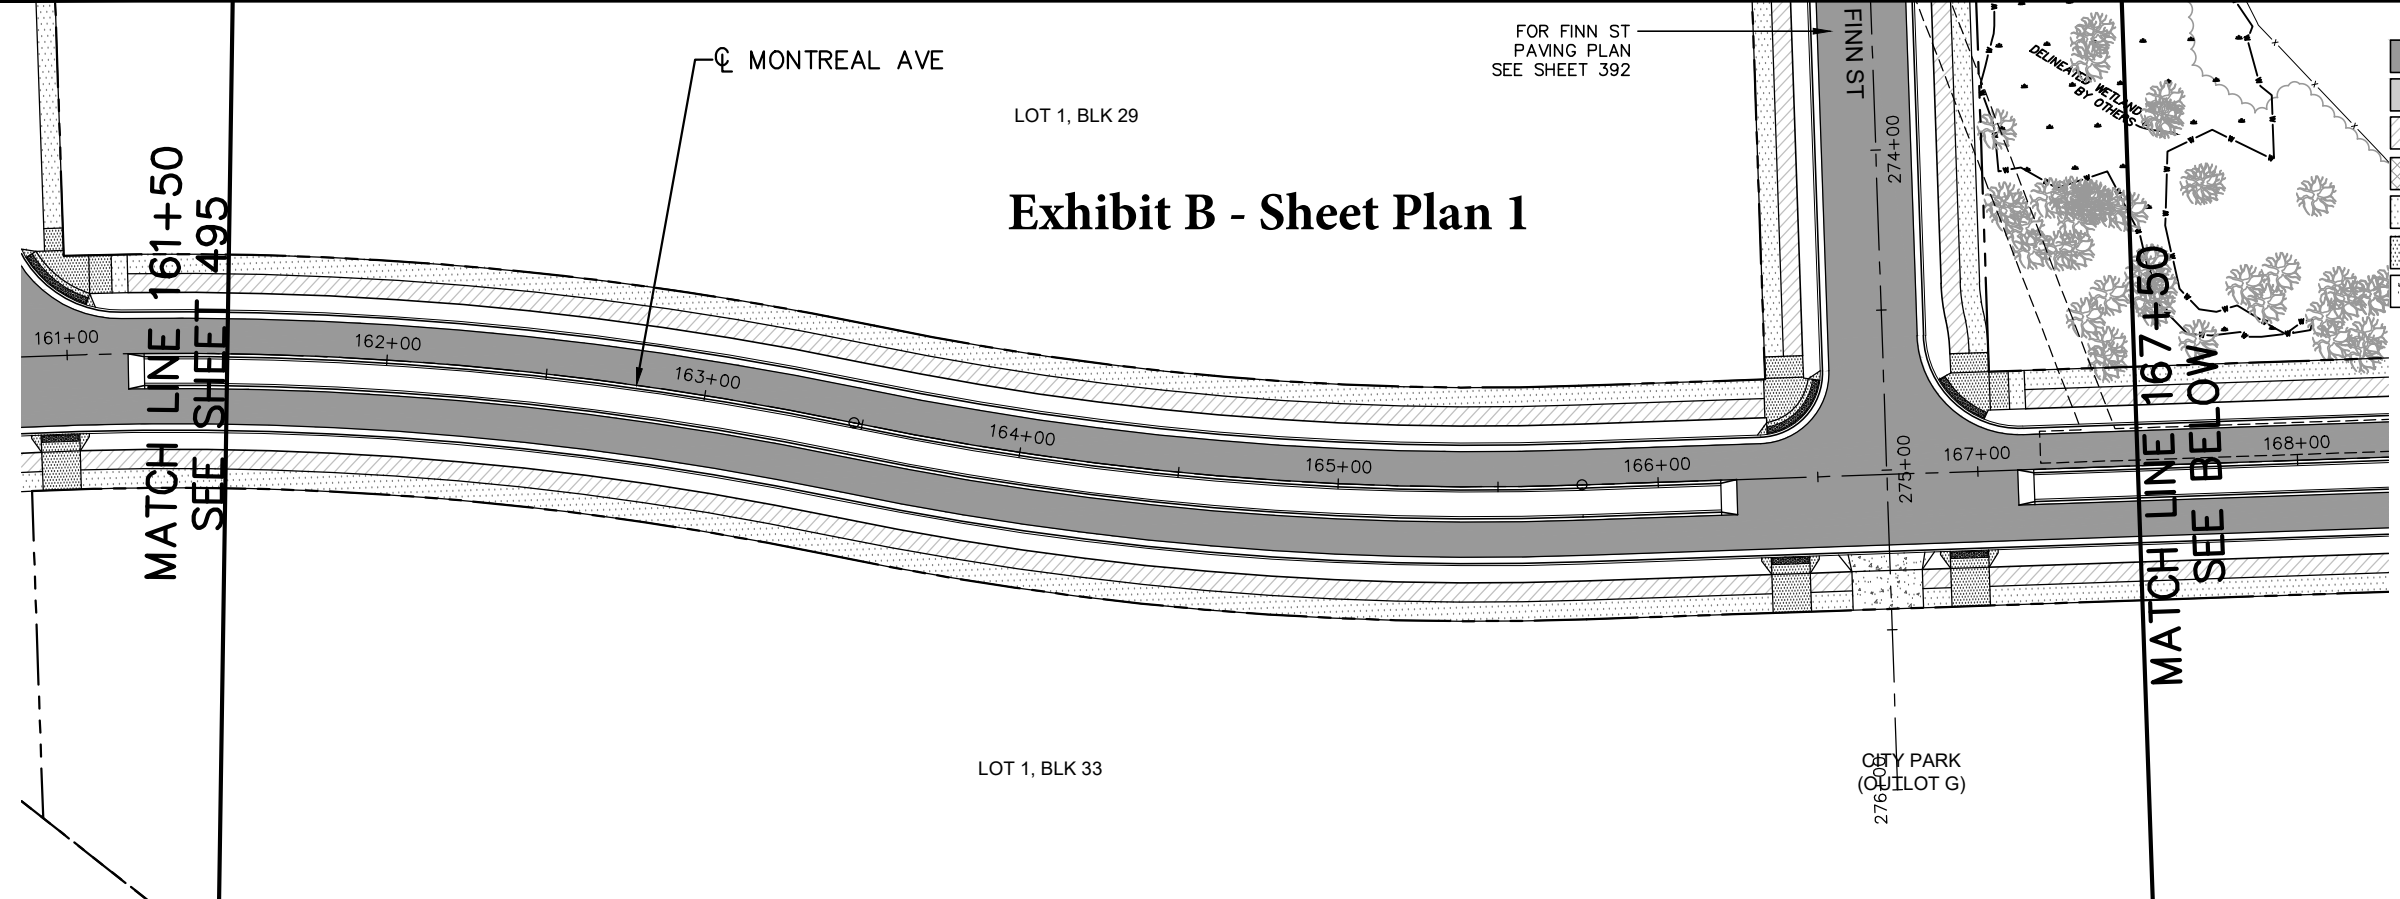 ℄ MONTREAL AVE
FOR FINN ST
PAVING PLAN
SEE SHEET 392
FINN ST
LOT 1, BLK 29
DELINEATED WETLAND
BY OTHERS
274+00
Exhibit B - Sheet Plan 1
MATCH LINE 161+50
SEE SHEET 495
161+00
162+00
163+00
164+00
165+00
166+00
275+00
167+00
168+00
MATCH LINE 167+50
SEE BELOW
LOT 1, BLK 33
CITY PARK
(OUTLOT G)
276+00